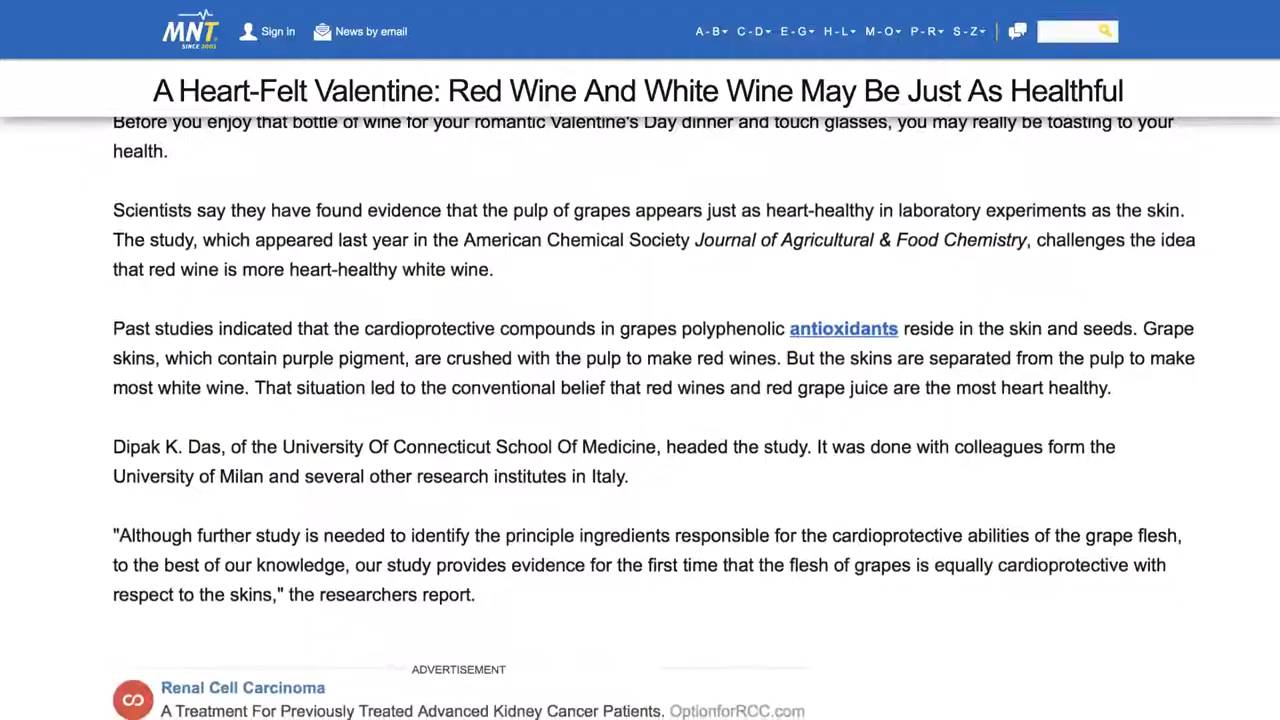 MNT
SINCE 2003
Sign in
News by email
A-B C-D E-G H-L M-O P-R S-Z
A Heart-Felt Valentine: Red Wine And White Wine May Be Just As Healthful
Before you enjoy that bottle of wine for your romantic Valentine's Day dinner and touch glasses, you may really be toasting to your
health.
Scientists say they have found evidence that the pulp of grapes appears just as heart-healthy in laboratory experiments as the skin.
The study, which appeared last year in the American Chemical Society Journal of Agricultural & Food Chemistry, challenges the idea
that red wine is more heart-healthy white wine.
Past studies indicated that the cardioprotective compounds in grapes polyphenolic antioxidants reside in the skin and seeds. Grape
skins, which contain purple pigment, are crushed with the pulp to make red wines. But the skins are separated from the pulp to make
most white wine. That situation led to the conventional belief that red wines and red grape juice are the most heart healthy.
Dipak K. Das, of the University Of Connecticut School Of Medicine, headed the study. It was done with colleagues form the
University of Milan and several other research institutes in Italy.
"Although further study is needed to identify the principle ingredients responsible for the cardioprotective abilities of the grape flesh,
to the best of our knowledge, our study provides evidence for the first time that the flesh of grapes is equally cardioprotective with
respect to the skins," the researchers report.
ADVERTISEMENT
Renal Cell Carcinoma
A Treatment For Previously Treated Advanced Kidney Cancer Patients. OptionforRCC.com